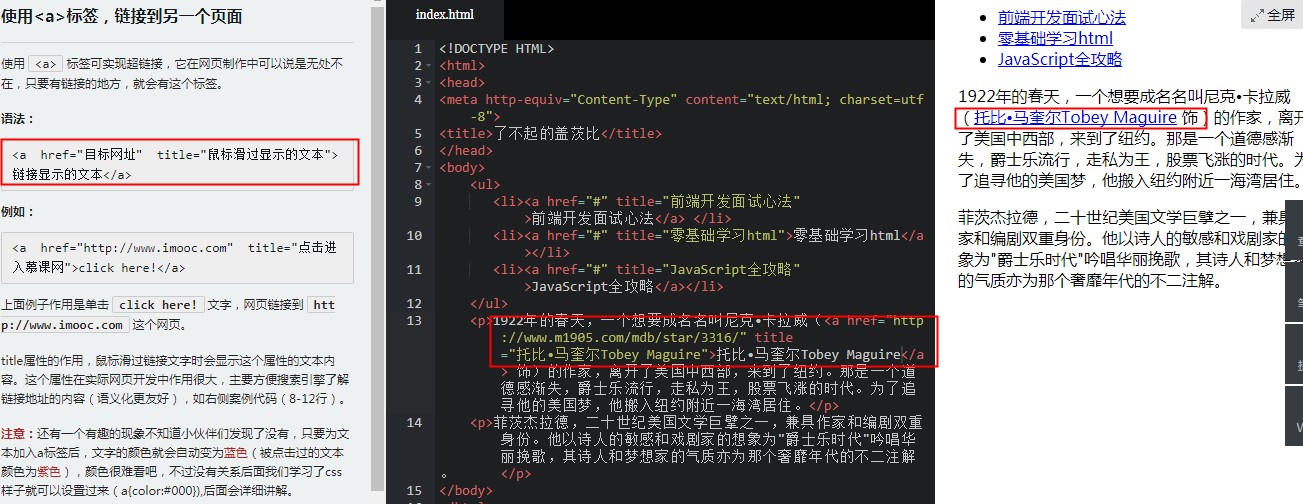 使用<a>标签，链接到另一个页面
使用 <a> 标签可实现超链接，它在网页制作中可以说是无处不
在，只要有链接的地方，就会有这个标签。
语法：
<a  href="目标网址"  title="鼠标滑过显示的文本">
链接显示的文本</a>
例如：
<a  href="http://www.imooc.com"  title="点击进
入慕课网">click here!</a>
上面例子作用是单击 click here! 文字，网页链接到 htt
p://www.imooc.com 这个网页。
title属性的作用，鼠标滑过链接文字时会显示这个属性的文本内
容。这个属性在实际网页开发中作用很大，主要方便搜索引擎了解
链接地址的内容（语义化更友好），如右侧案例代码（8-12行）。
注意：还有一个有趣的现象不知道小伙伴们发现了没有，只要为文
本加入a标签后，文字的颜色就会自动变为蓝色（被点击过的文本
颜色为紫色），颜色很难看吧，不过没有关系后面我们学习了css
样子就可以设置过来（a{color:#000}),后面会详细讲解。
index.html
1 <!DOCTYPE HTML>
2 <html>
3 <head>
4 <meta http-equiv="Content-Type" content="text/html; charset=utf
-8">
5 <title>了不起的盖茨比</title>
6 </head>
7 <body>
8 <ul>
9 <li><a href="#" title="前端开发面试心法"
>前端开发面试心法</a> </li>
10 <li><a href="#" title="零基础学习html">零基础学习html</a
></li>
11 <li><a href="#" title="JavaScript全攻略"
>JavaScript全攻略</a></li>
12 </ul>
13 <p>1922年的春天，一个想要成名名叫尼克•卡拉威（<a href="http
://www.m1905.com/mdb/star/3316/" title
="托比•马奎尔Tobey Maguire">托比•马奎尔Tobey Maguire</a
> 饰）的作家，离开了美国中西部，来到了纽约。那是一个道
德感渐失，爵士乐流行，走私为王，股票飞涨的时代。为了追
寻他的美国梦，他搬入纽约附近一海湾居住。</p>
14 <p>菲茨杰拉德，二十世纪美国文学巨擘之一，兼具作家和编剧双重
身份。他以诗人的敏感和戏剧家的想象为"爵士乐时代"吟唱华
丽挽歌，其诗人和梦想家的气质亦为那个奢靡年代的不二注解
。 </p>
15 </body>
全屏
• 前端开发面试心法
• 零基础学习html
• JavaScript全攻略
1922年的春天，一个想要成名名叫尼克•卡拉威
（托比•马奎尔Tobey Maguire 饰）的作家，离开
了美国中西部，来到了纽约。那是一个道德感渐
失，爵士乐流行，走私为王，股票飞涨的时代。为
了追寻他的美国梦，他搬入纽约附近一海湾居住。
菲茨杰拉德，二十世纪美国文学巨擘之一，兼具
家和编剧双重身份。他以诗人的敏感和戏剧家的
象为"爵士乐时代"吟唱华丽挽歌，其诗人和梦想
的气质亦为那个奢靡年代的不二注解。